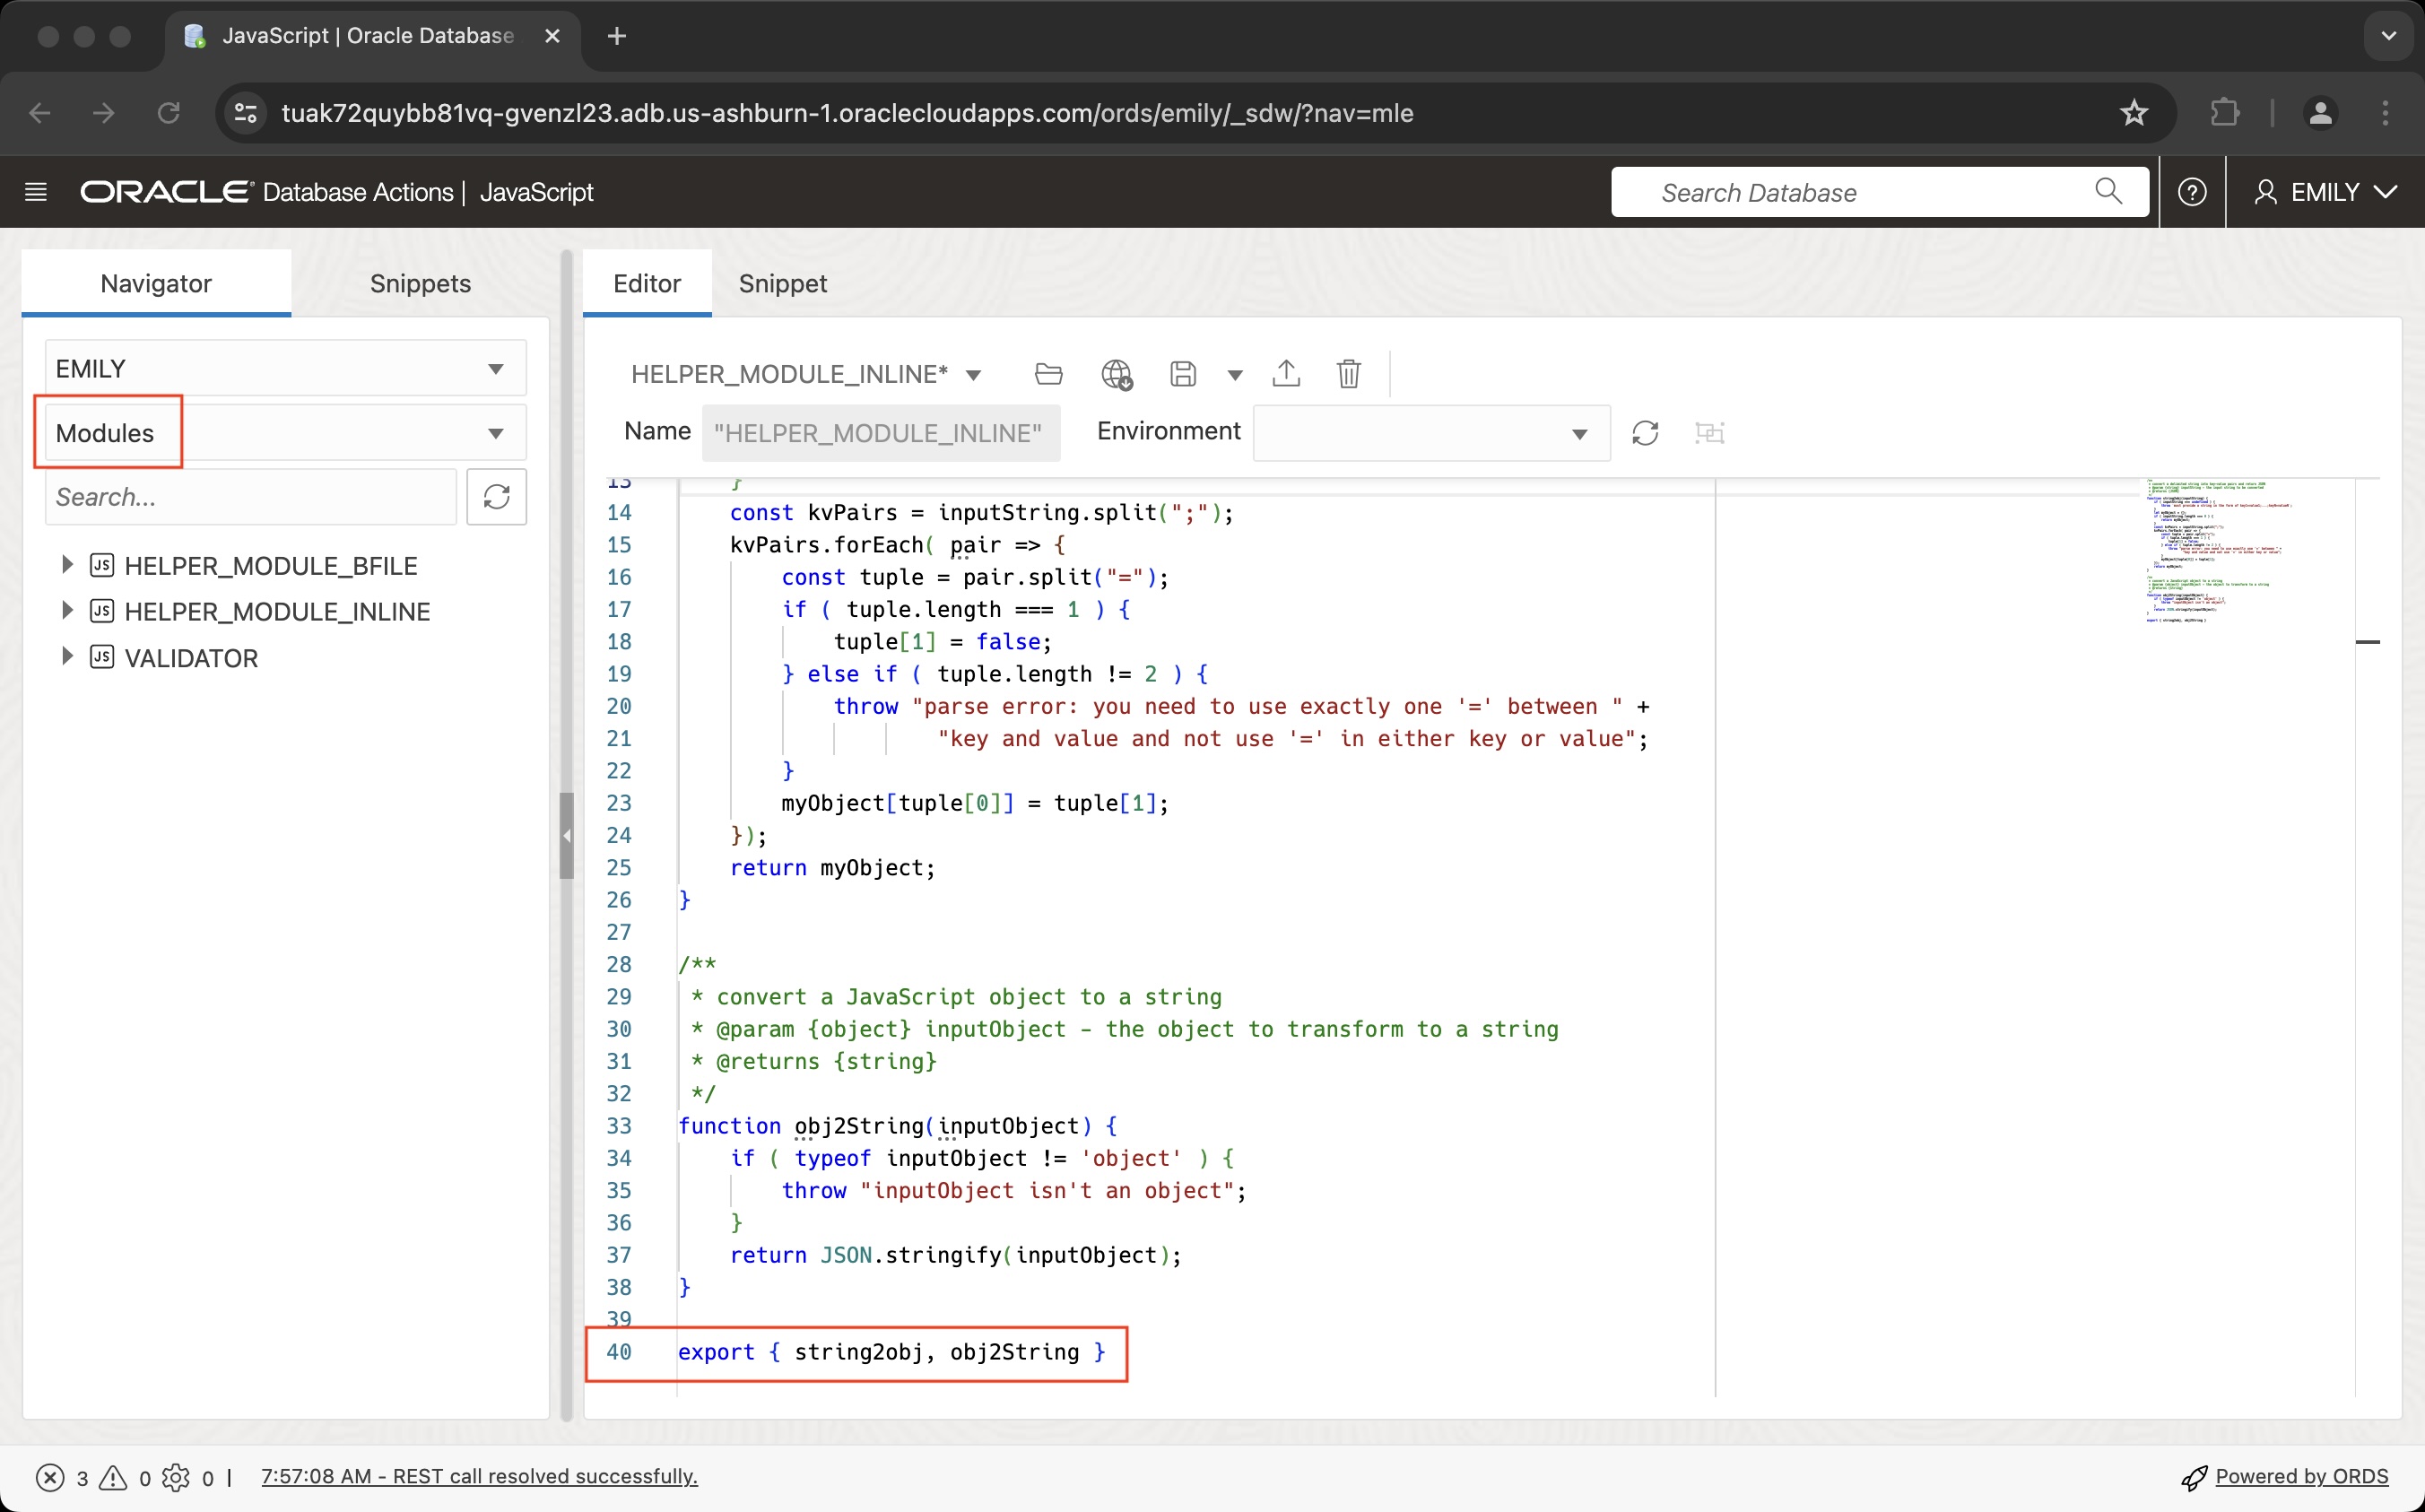 JavaScript | Oracle Database
tuak72quybb81vq-gvenzl23.adb.us-ashburn-1.oraclecloudapps.com/ords/emily/_sdw/?nav=mle
ORACLE Database Actions | JavaScript
Search Database
EMILY
Navigator
Snippets
Editor
Snippet
EMILY
Modules
Search...
JS HELPER_MODULE_BFILE
JS HELPER_MODULE_INLINE
JS VALIDATOR
HELPER_MODULE_INLINE*
Name "HELPER_MODULE_INLINE" Environment
13 }
14 const kvPairs = inputString.split(";");
15 kvPairs.forEach( pair => {
16 const tuple = pair.split("=");
17 if ( tuple.length === 1 ) {
18 tuple[1] = false;
19 } else if ( tuple.length != 2 ) {
20 throw "parse error: you need to use exactly one '=' between " +
21 "key and value and not use '=' in either key or value";
22 }
23 myObject[tuple[0]] = tuple[1];
24 });
25 return myObject;
26 }
27
28 /**
29 * convert a JavaScript object to a string
30 * @param {object} inputObject - the object to transform to a string
31 * @returns {string}
32 */
33 function obj2String(inputObject) {
34 if ( typeof inputObject != 'object' ) {
35 throw "inputObject isn't an object";
36 }
37 return JSON.stringify(inputObject);
38 }
39
40 export { string2obj, obj2String }
3 0 0 | 7:57:08 AM - REST call resolved successfully.
Powered by ORDS